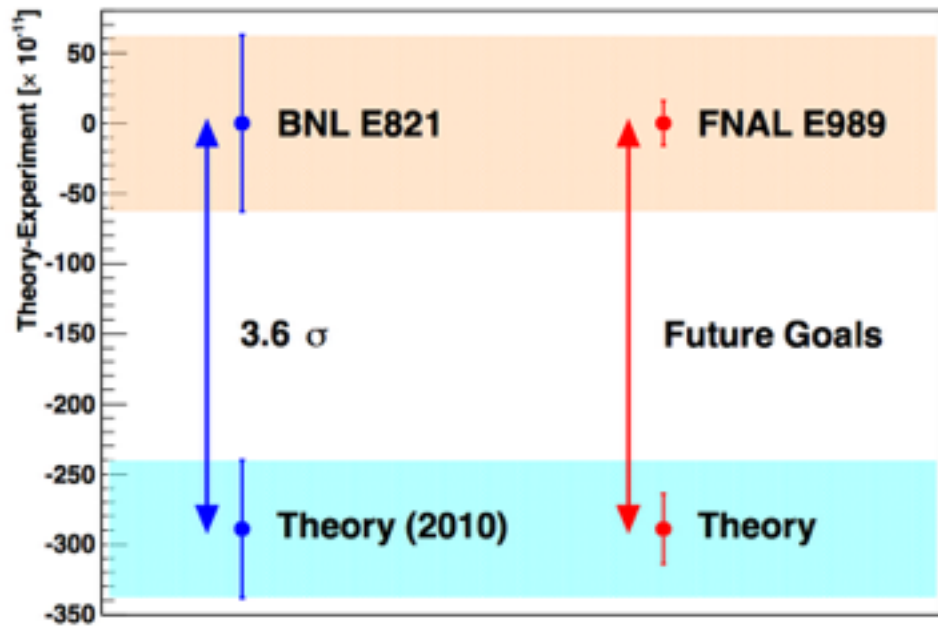 Theory-Experiment [× 10⁻¹¹]
50
0
-50
-100
-150
-200
-250
-300
-350
BNL E821
FNAL E989
3.6 σ
Future Goals
Theory (2010)
Theory